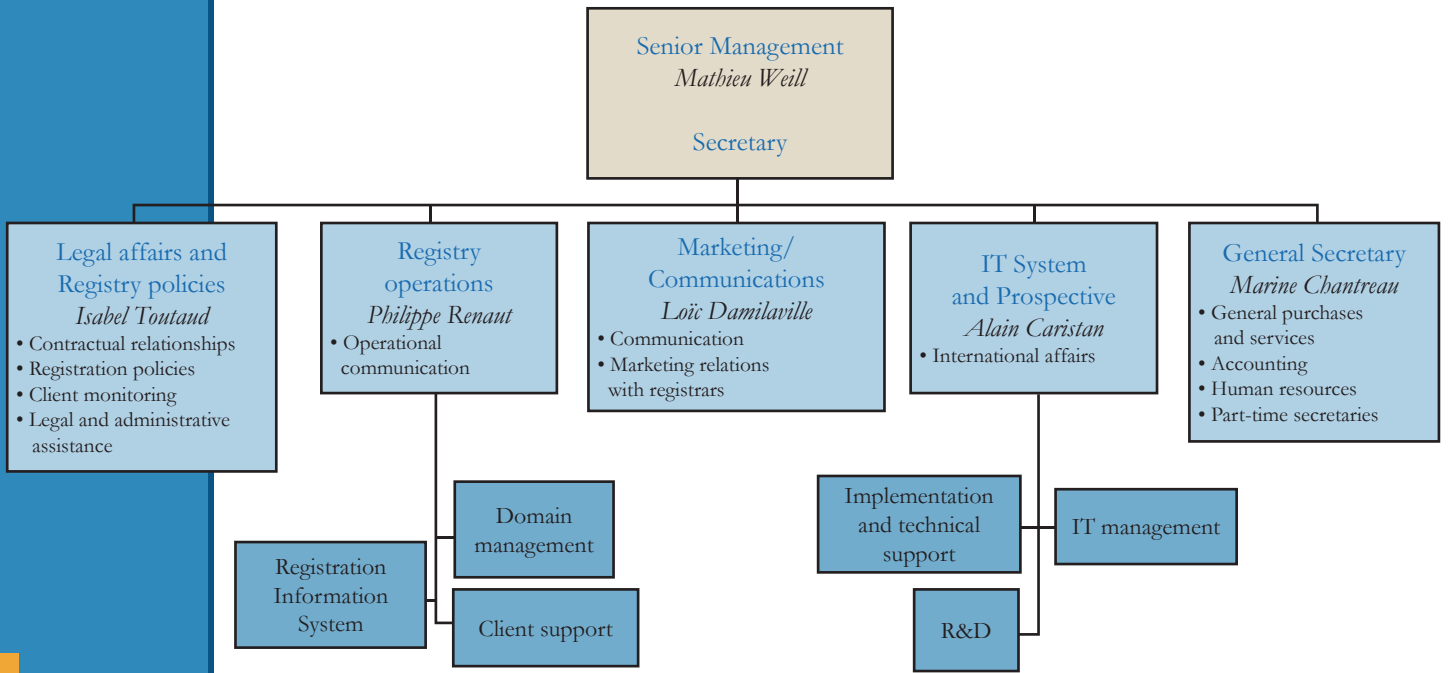 Senior Management
Mathieu Weill
Secretary
Legal affairs and
Registry policies
Isabel Toutaud
• Contractual relationships
• Registration policies
• Client monitoring
• Legal and administrative
assistance
Registry
operations
Philippe Renaut
• Operational
communication
Marketing/
Communications
Loïc Damilaville
• Communication
• Marketing relations
with registrars
IT System
and Prospective
Alain Caristan
• International affairs
General Secretary
Marine Chantreau
• General purchases
and services
• Accounting
• Human resources
• Part-time secretaries
Domain
management
Registration
Information
System
Client support
Implementation
and technical
support
IT management
R&D